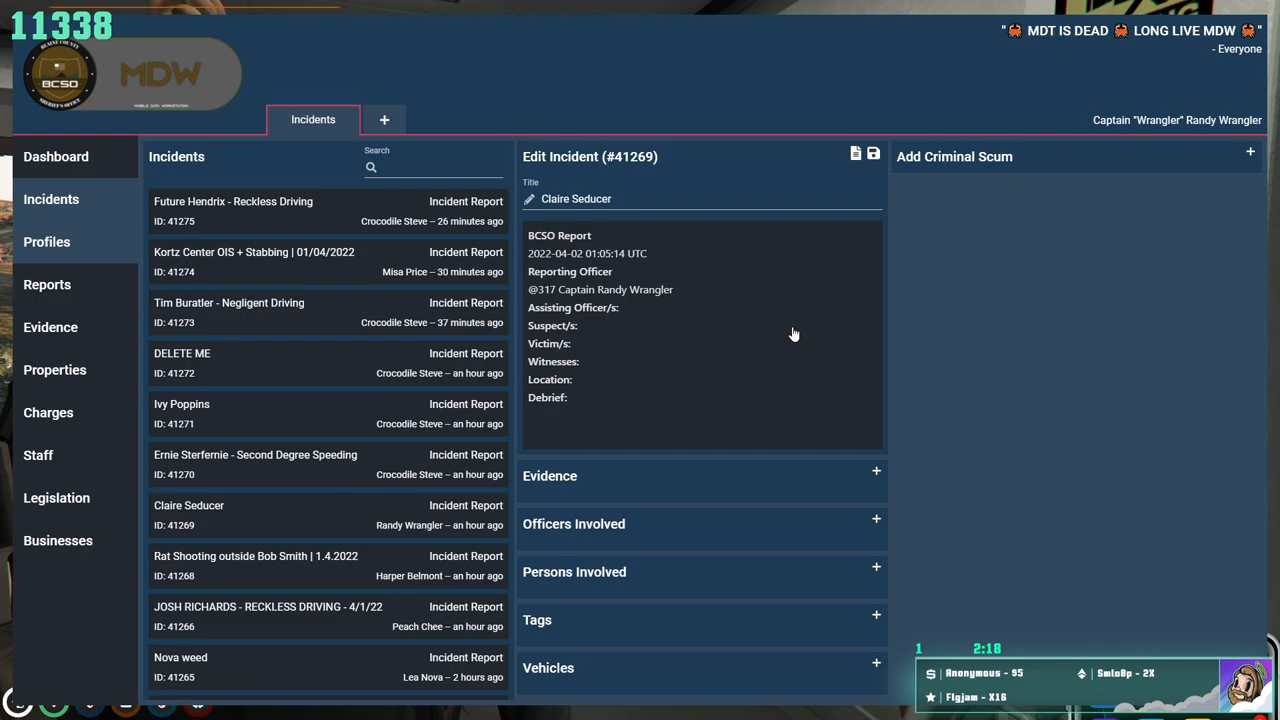 11338
"🦀 MDT IS DEAD 🦀 LONG LIVE MDW 🦀"
- Everyone
BLAINE COUNTY
BCSO
SHERIFF'S OFFICE
MDW
MOBILE DATA WORKSTATION
Incidents
+
Captain "Wrangler" Randy Wrangler
Dashboard
Incidents
Profiles
Reports
Evidence
Properties
Charges
Staff
Legislation
Businesses
Incidents
Search
Future Hendrix - Reckless Driving Incident Report
ID: 41275 Crocodile Steve – 26 minutes ago
Kortz Center OIS + Stabbing | 01/04/2022 Incident Report
ID: 41274 Misa Price – 30 minutes ago
Tim Buratler - Negligent Driving Incident Report
ID: 41273 Crocodile Steve – 37 minutes ago
DELETE ME Incident Report
ID: 41272 Crocodile Steve – an hour ago
Ivy Poppins Incident Report
ID: 41271 Crocodile Steve – an hour ago
Ernie Sterfernie - Second Degree Speeding Incident Report
ID: 41270 Crocodile Steve – an hour ago
Claire Seducer Incident Report
ID: 41269 Randy Wrangler – an hour ago
Rat Shooting outside Bob Smith | 1.4.2022 Incident Report
ID: 41268 Harper Belmont – an hour ago
JOSH RICHARDS - RECKLESS DRIVING - 4/1/22 Incident Report
ID: 41266 Peach Chee – an hour ago
Nova weed Incident Report
ID: 41265 Lea Nova – 2 hours ago
Edit Incident (#41269)
Title
Claire Seducer
BCSO Report
2022-04-02 01:05:14 UTC
Reporting Officer
@317 Captain Randy Wrangler
Assisting Officer/s:
Suspect/s:
Victim/s:
Witnesses:
Location:
Debrief:
Evidence +
Officers Involved +
Persons Involved +
Tags +
Vehicles +
Add Criminal Scum +
1 2:18
Anonymous - 95
Smlo8p - 2X
Flgjam - X16